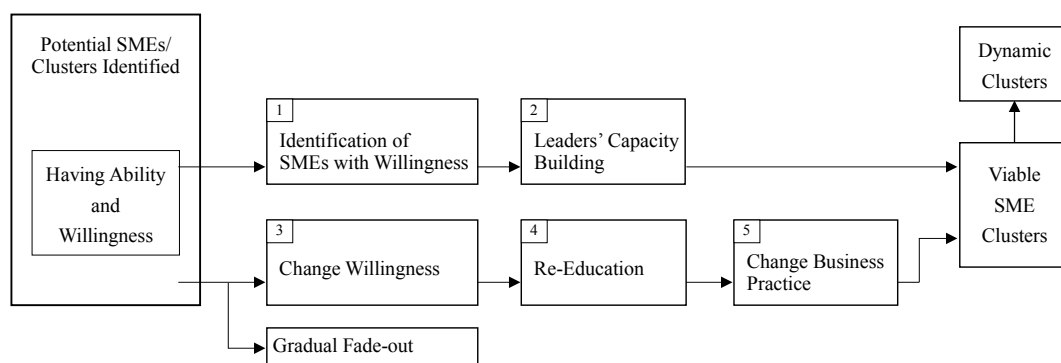 Potential SMEs/
Clusters Identified
Having Ability
and
Willingness
1
Identification of
SMEs with Willingness
2
Leaders’ Capacity
Building
3
Change Willingness
4
Re-Education
5
Change Business
Practice
Gradual Fade-out
Dynamic
Clusters
Viable
SME
Clusters